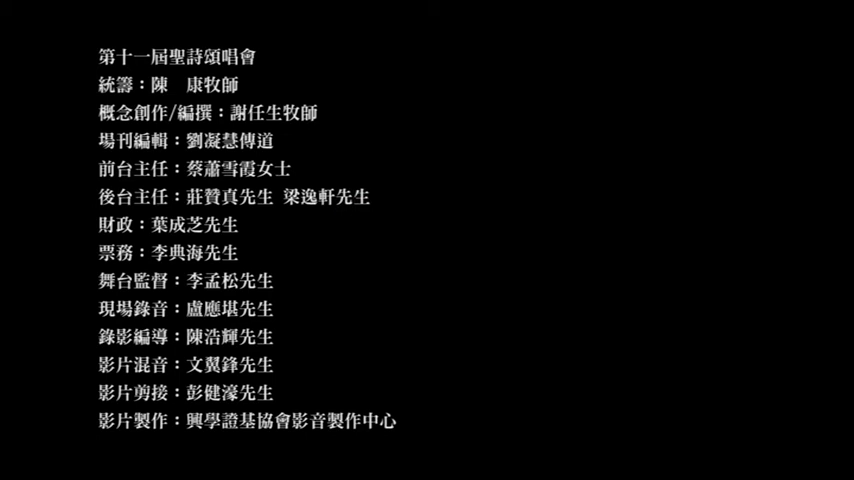 第十一屆聖詩頌唱會
統籌：陳　康牧師
概念創作/編撰：謝任生牧師
場刊編輯：劉凝慧傳道
前台主任：蔡蕭雪霞女士
後台主任：莊贊真先生 梁逸軒先生
財政：葉成芝先生
票務：李典海先生
舞台監督：李孟松先生
現場錄音：盧應堪先生
錄影編導：陳浩輝先生
影片混音：文翼鋒先生
影片剪接：彭健濠先生
影片製作：興學證基協會影音製作中心